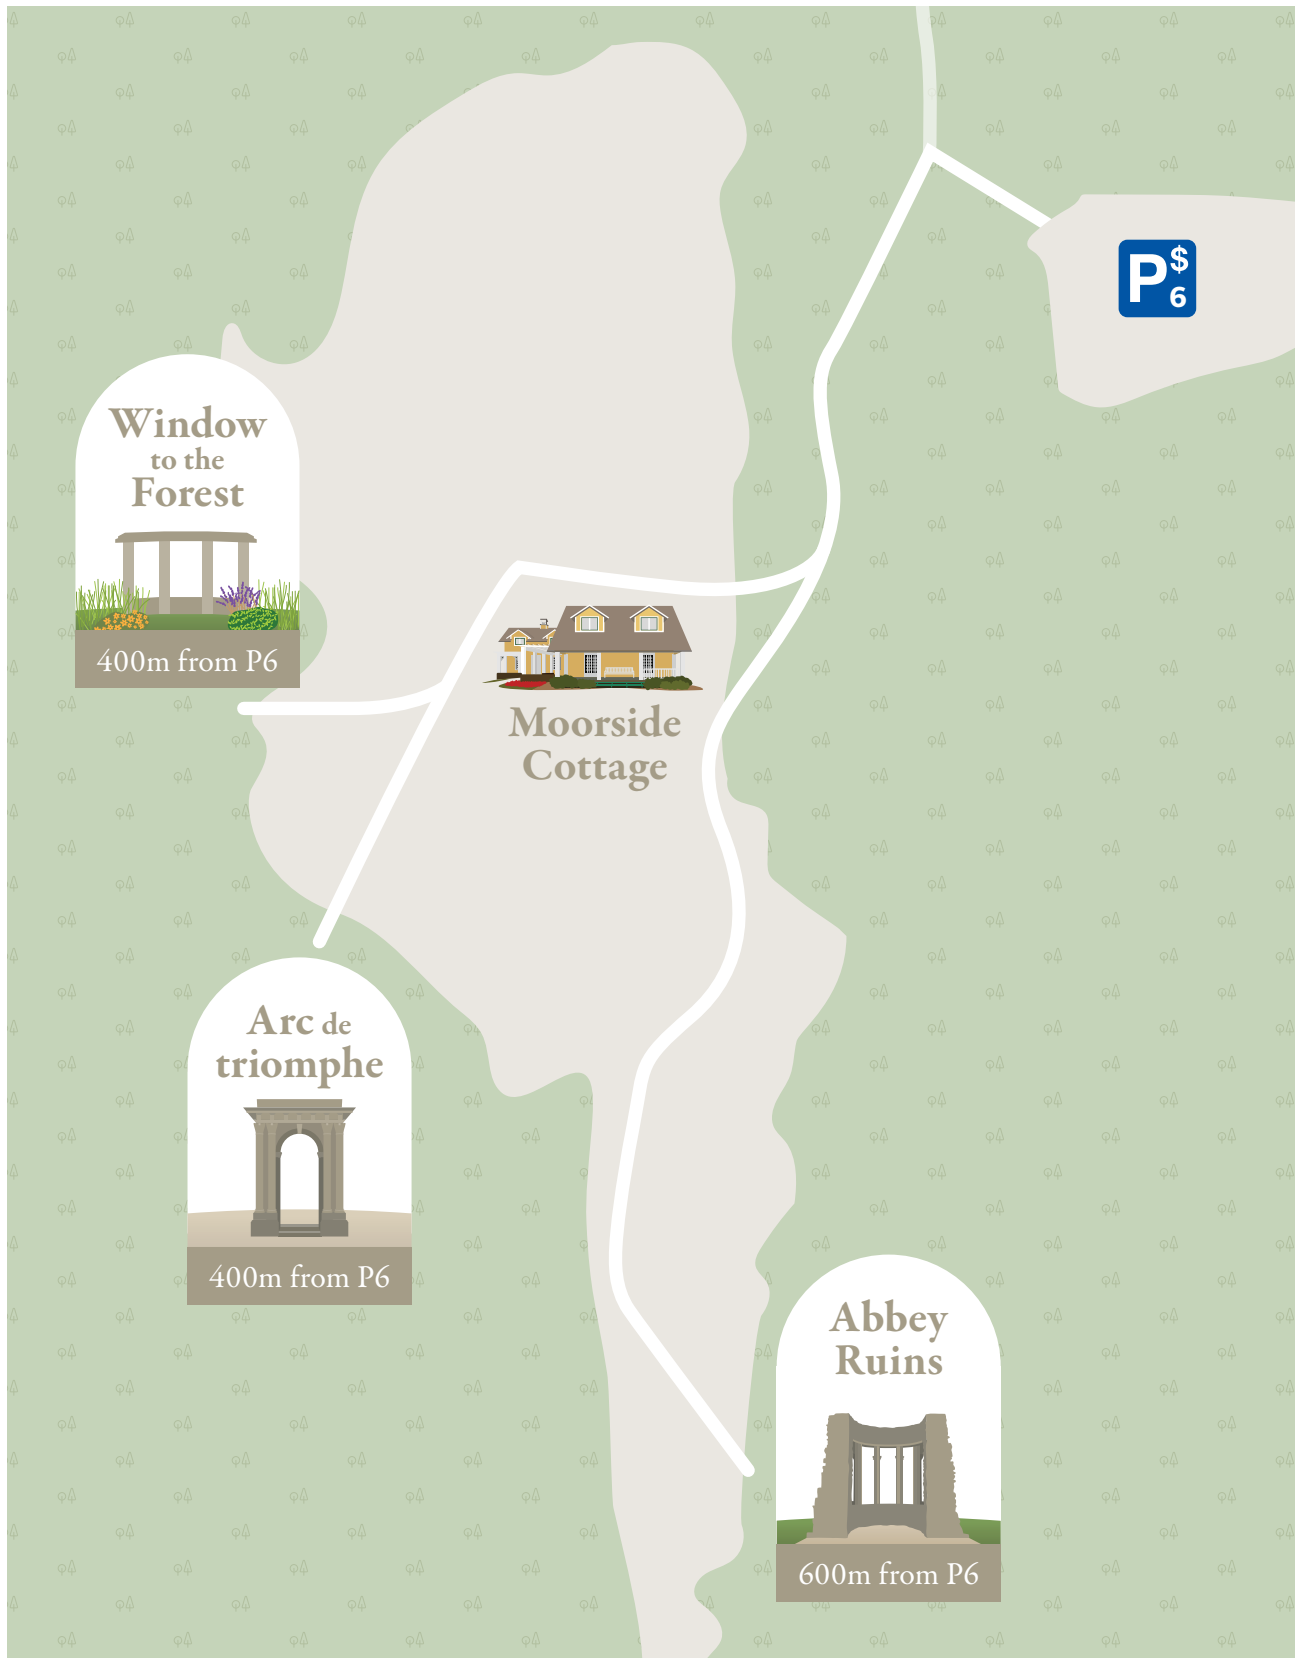 P$
6
Window
to the
Forest
400m from P6
Moorside
Cottage
Arc de
triomphe
400m from P6
Abbey
Ruins
600m from P6